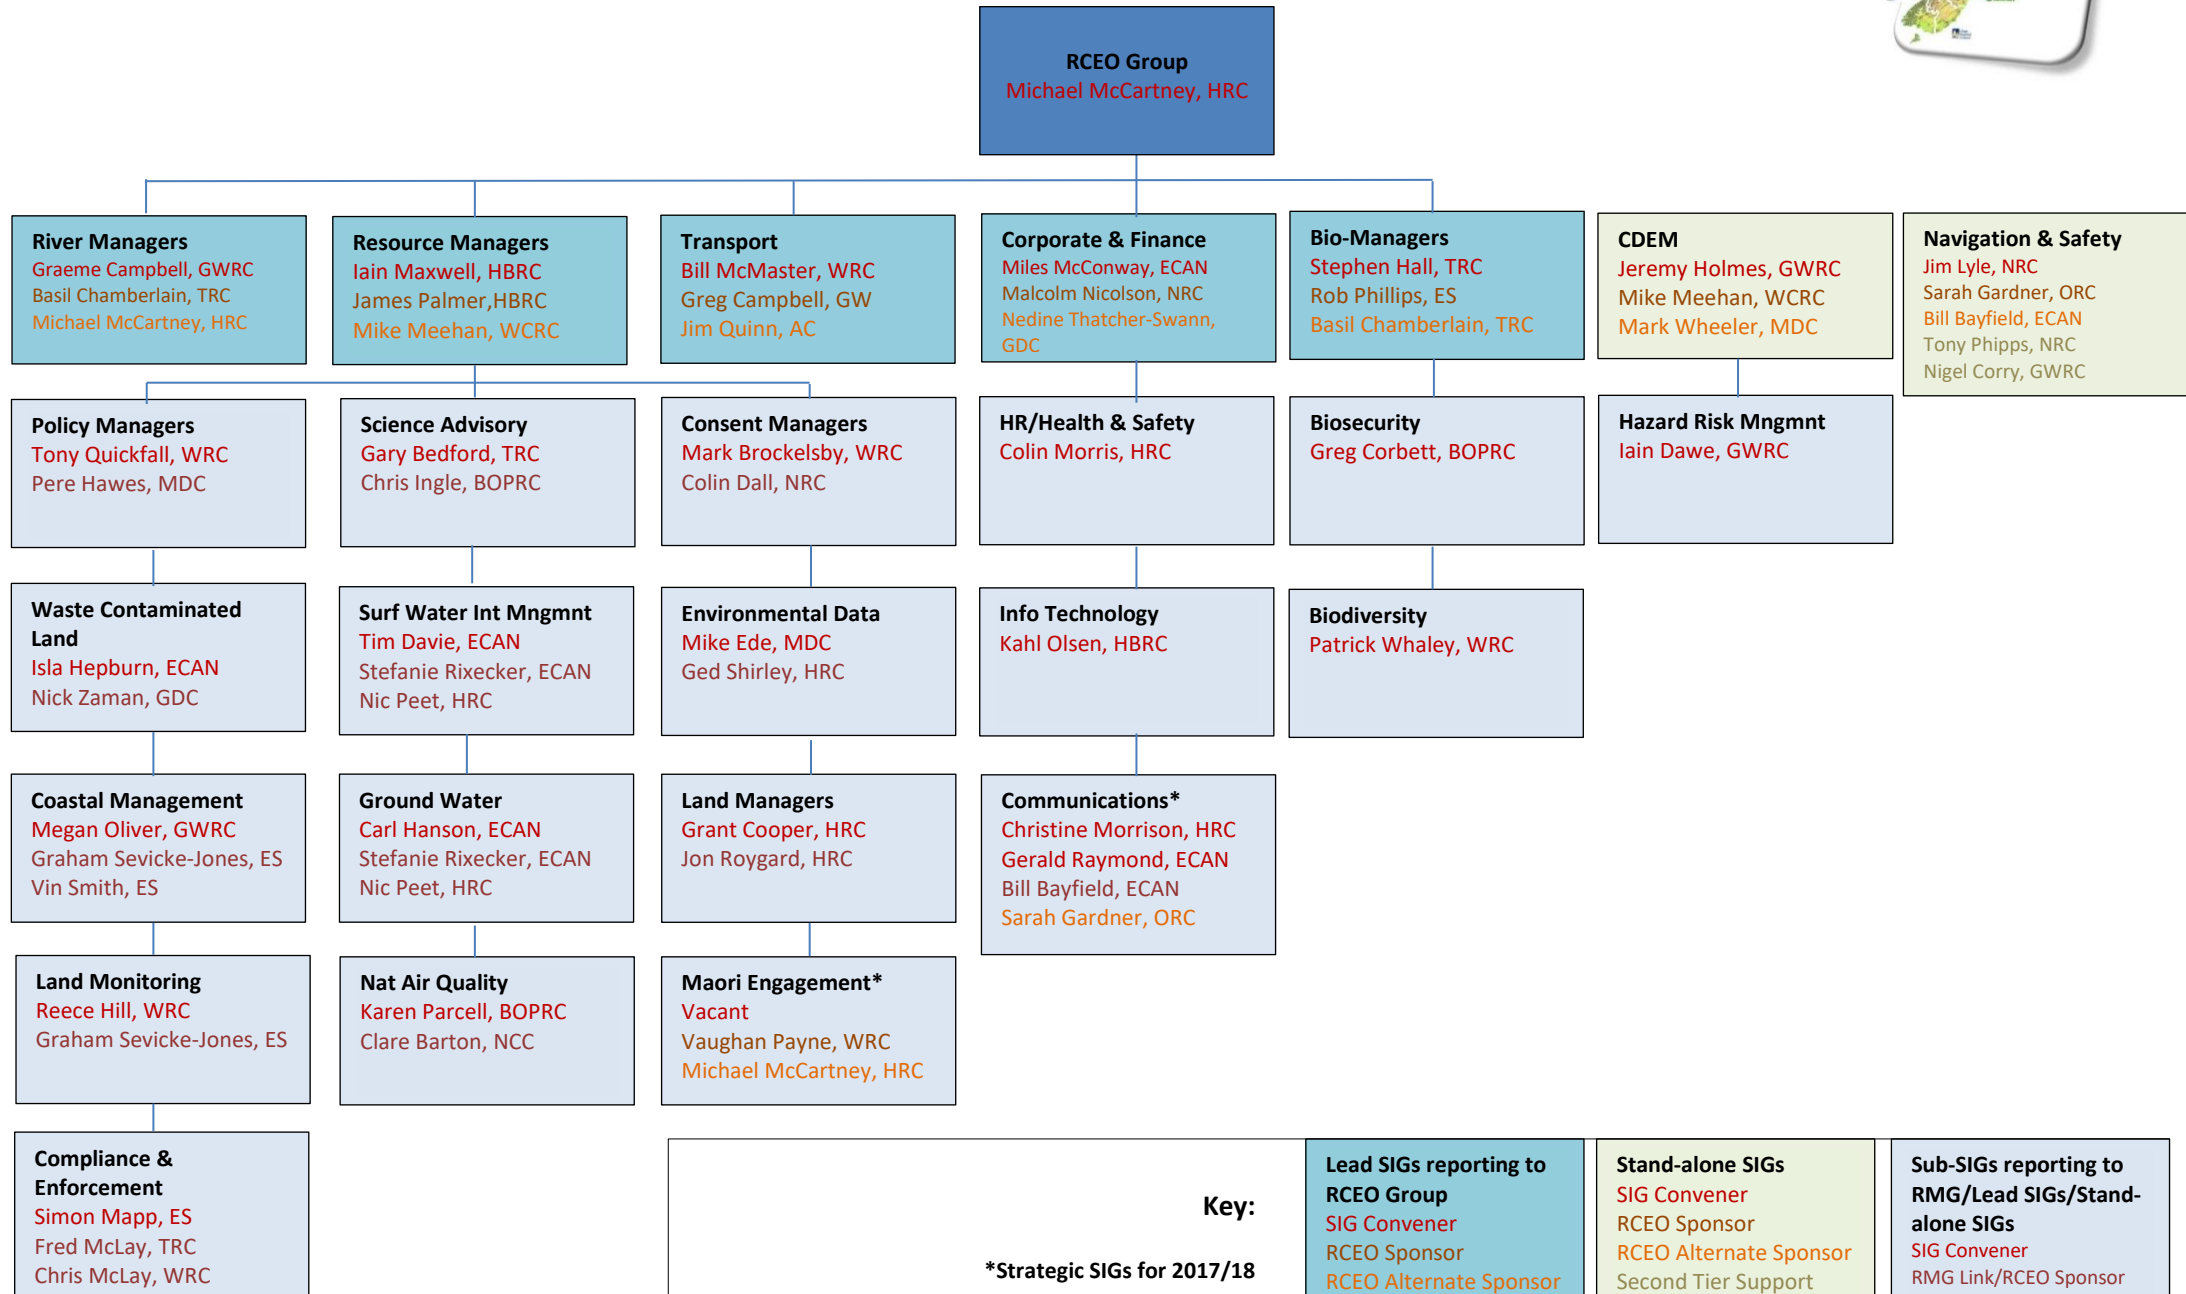 RCEO Group
Michael McCartney, HRC
River Managers
Graeme Campbell, GWRC
Basil Chamberlain, TRC
Michael McCartney, HRC
Resource Managers
Iain Maxwell, HBRC
James Palmer,HBRC
Mike Meehan, WCRC
Transport
Bill McMaster, WRC
Greg Campbell, GW
Jim Quinn, AC
Corporate & Finance
Miles McConway, ECAN
Malcolm Nicolson, NRC
Nedine Thatcher-Swann,
GDC
Bio-Managers
Stephen Hall, TRC
Rob Phillips, ES
Basil Chamberlain, TRC
CDEM
Jeremy Holmes, GWRC
Mike Meehan, WCRC
Mark Wheeler, MDC
Navigation & Safety
Jim Lyle, NRC
Sarah Gardner, ORC
Bill Bayfield, ECAN
Tony Phipps, NRC
Nigel Corry, GWRC
Policy Managers
Tony Quickfall, WRC
Pere Hawes, MDC
Science Advisory
Gary Bedford, TRC
Chris Ingle, BOPRC
Consent Managers
Mark Brockelsby, WRC
Colin Dall, NRC
HR/Health & Safety
Colin Morris, HRC
Biosecurity
Greg Corbett, BOPRC
Hazard Risk Mngmnt
Iain Dawe, GWRC
Waste Contaminated
Land
Isla Hepburn, ECAN
Nick Zaman, GDC
Surf Water Int Mngmnt
Tim Davie, ECAN
Stefanie Rixecker, ECAN
Nic Peet, HRC
Environmental Data
Mike Ede, MDC
Ged Shirley, HRC
Info Technology
Kahl Olsen, HBRC
Biodiversity
Patrick Whaley, WRC
Coastal Management
Megan Oliver, GWRC
Graham Sevicke-Jones, ES
Vin Smith, ES
Ground Water
Carl Hanson, ECAN
Stefanie Rixecker, ECAN
Nic Peet, HRC
Land Managers
Grant Cooper, HRC
Jon Roygard, HRC
Communications*
Christine Morrison, HRC
Gerald Raymond, ECAN
Bill Bayfield, ECAN
Sarah Gardner, ORC
Land Monitoring
Reece Hill, WRC
Graham Sevicke-Jones, ES
Nat Air Quality
Karen Parcell, BOPRC
Clare Barton, NCC
Maori Engagement*
Vacant
Vaughan Payne, WRC
Michael McCartney, HRC
Compliance &
Enforcement
Simon Mapp, ES
Fred McLay, TRC
Chris McLay, WRC
Key:
*Strategic SIGs for 2017/18
Lead SIGs reporting to
RCEO Group
SIG Convener
RCEO Sponsor
RCEO Alternate Sponsor
Stand-alone SIGs
SIG Convener
RCEO Sponsor
RCEO Alternate Sponsor
Second Tier Support
Sub-SIGs reporting to
RMG/Lead SIGs/Stand-
alone SIGs
SIG Convener
RMG Link/RCEO Sponsor